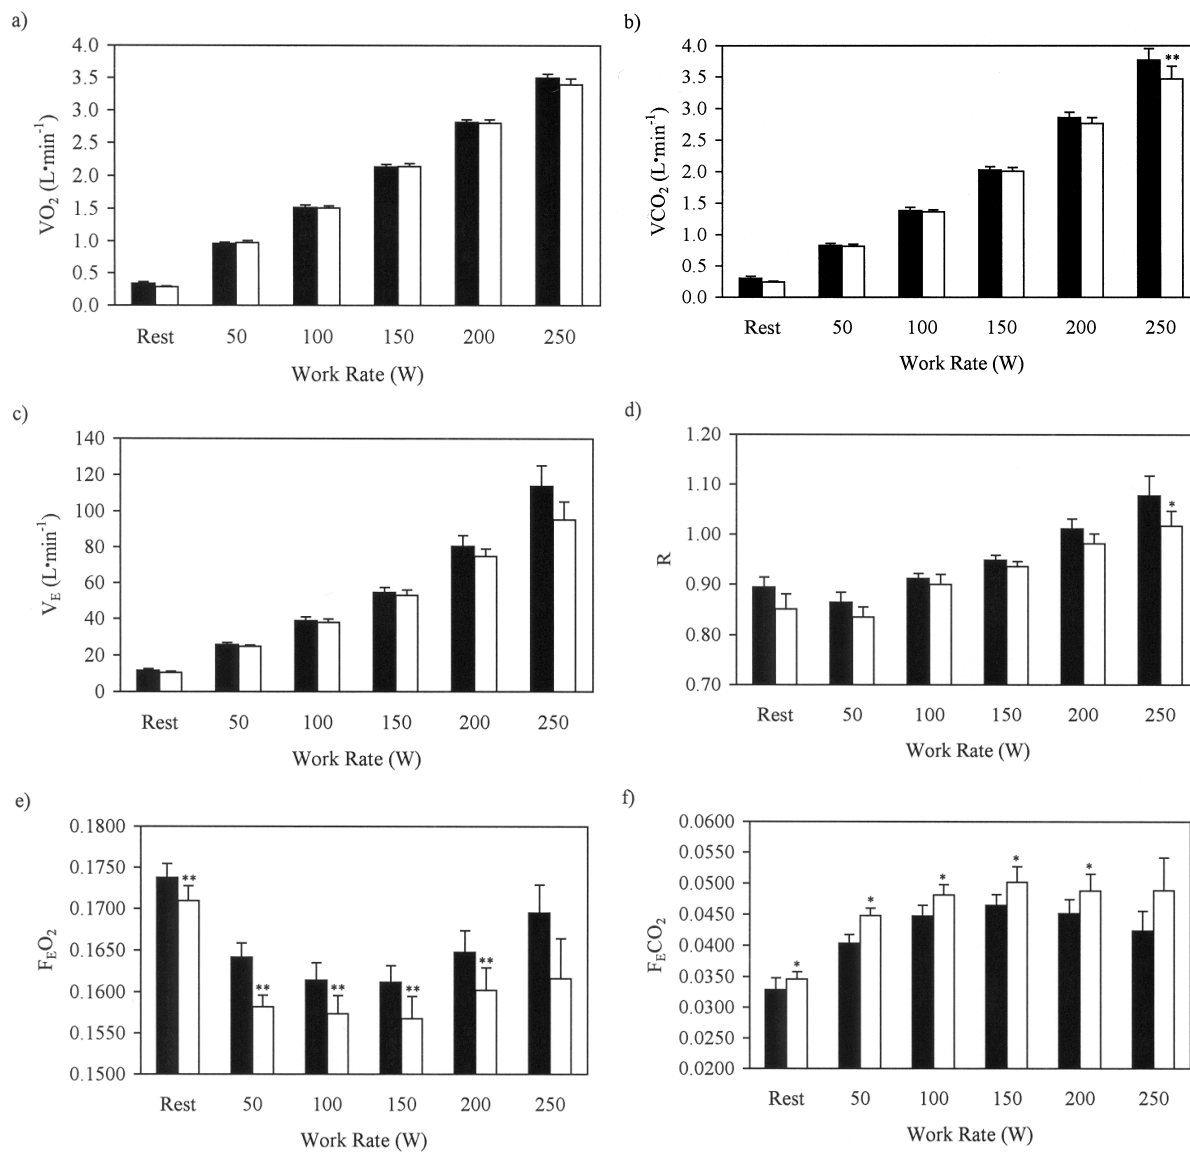 a)
VO₂ (L•min⁻¹)
4.0
3.5
3.0
2.5
2.0
1.5
1.0
0.5
0.0
Rest 50 100 150 200 250
Work Rate (W)
b)
VCO₂ (L•min⁻¹)
4.0
3.5
3.0
2.5
2.0
1.5
1.0
0.5
0.0
**
Rest 50 100 150 200 250
Work Rate (W)
c)
V_E (L•min⁻¹)
140
120
100
80
60
40
20
0
Rest 50 100 150 200 250
Work Rate (W)
d)
R
1.20
1.10
1.00
0.90
0.80
0.70
*
Rest 50 100 150 200 250
Work Rate (W)
e)
F_EO₂
0.1800
0.1750
0.1700
0.1650
0.1600
0.1550
0.1500
** ** ** ** **
Rest 50 100 150 200 250
Work Rate (W)
f)
F_ECO₂
0.0600
0.0550
0.0500
0.0450
0.0400
0.0350
0.0300
0.0250
0.0200
* * * * *
Rest 50 100 150 200 250
Work Rate (W)